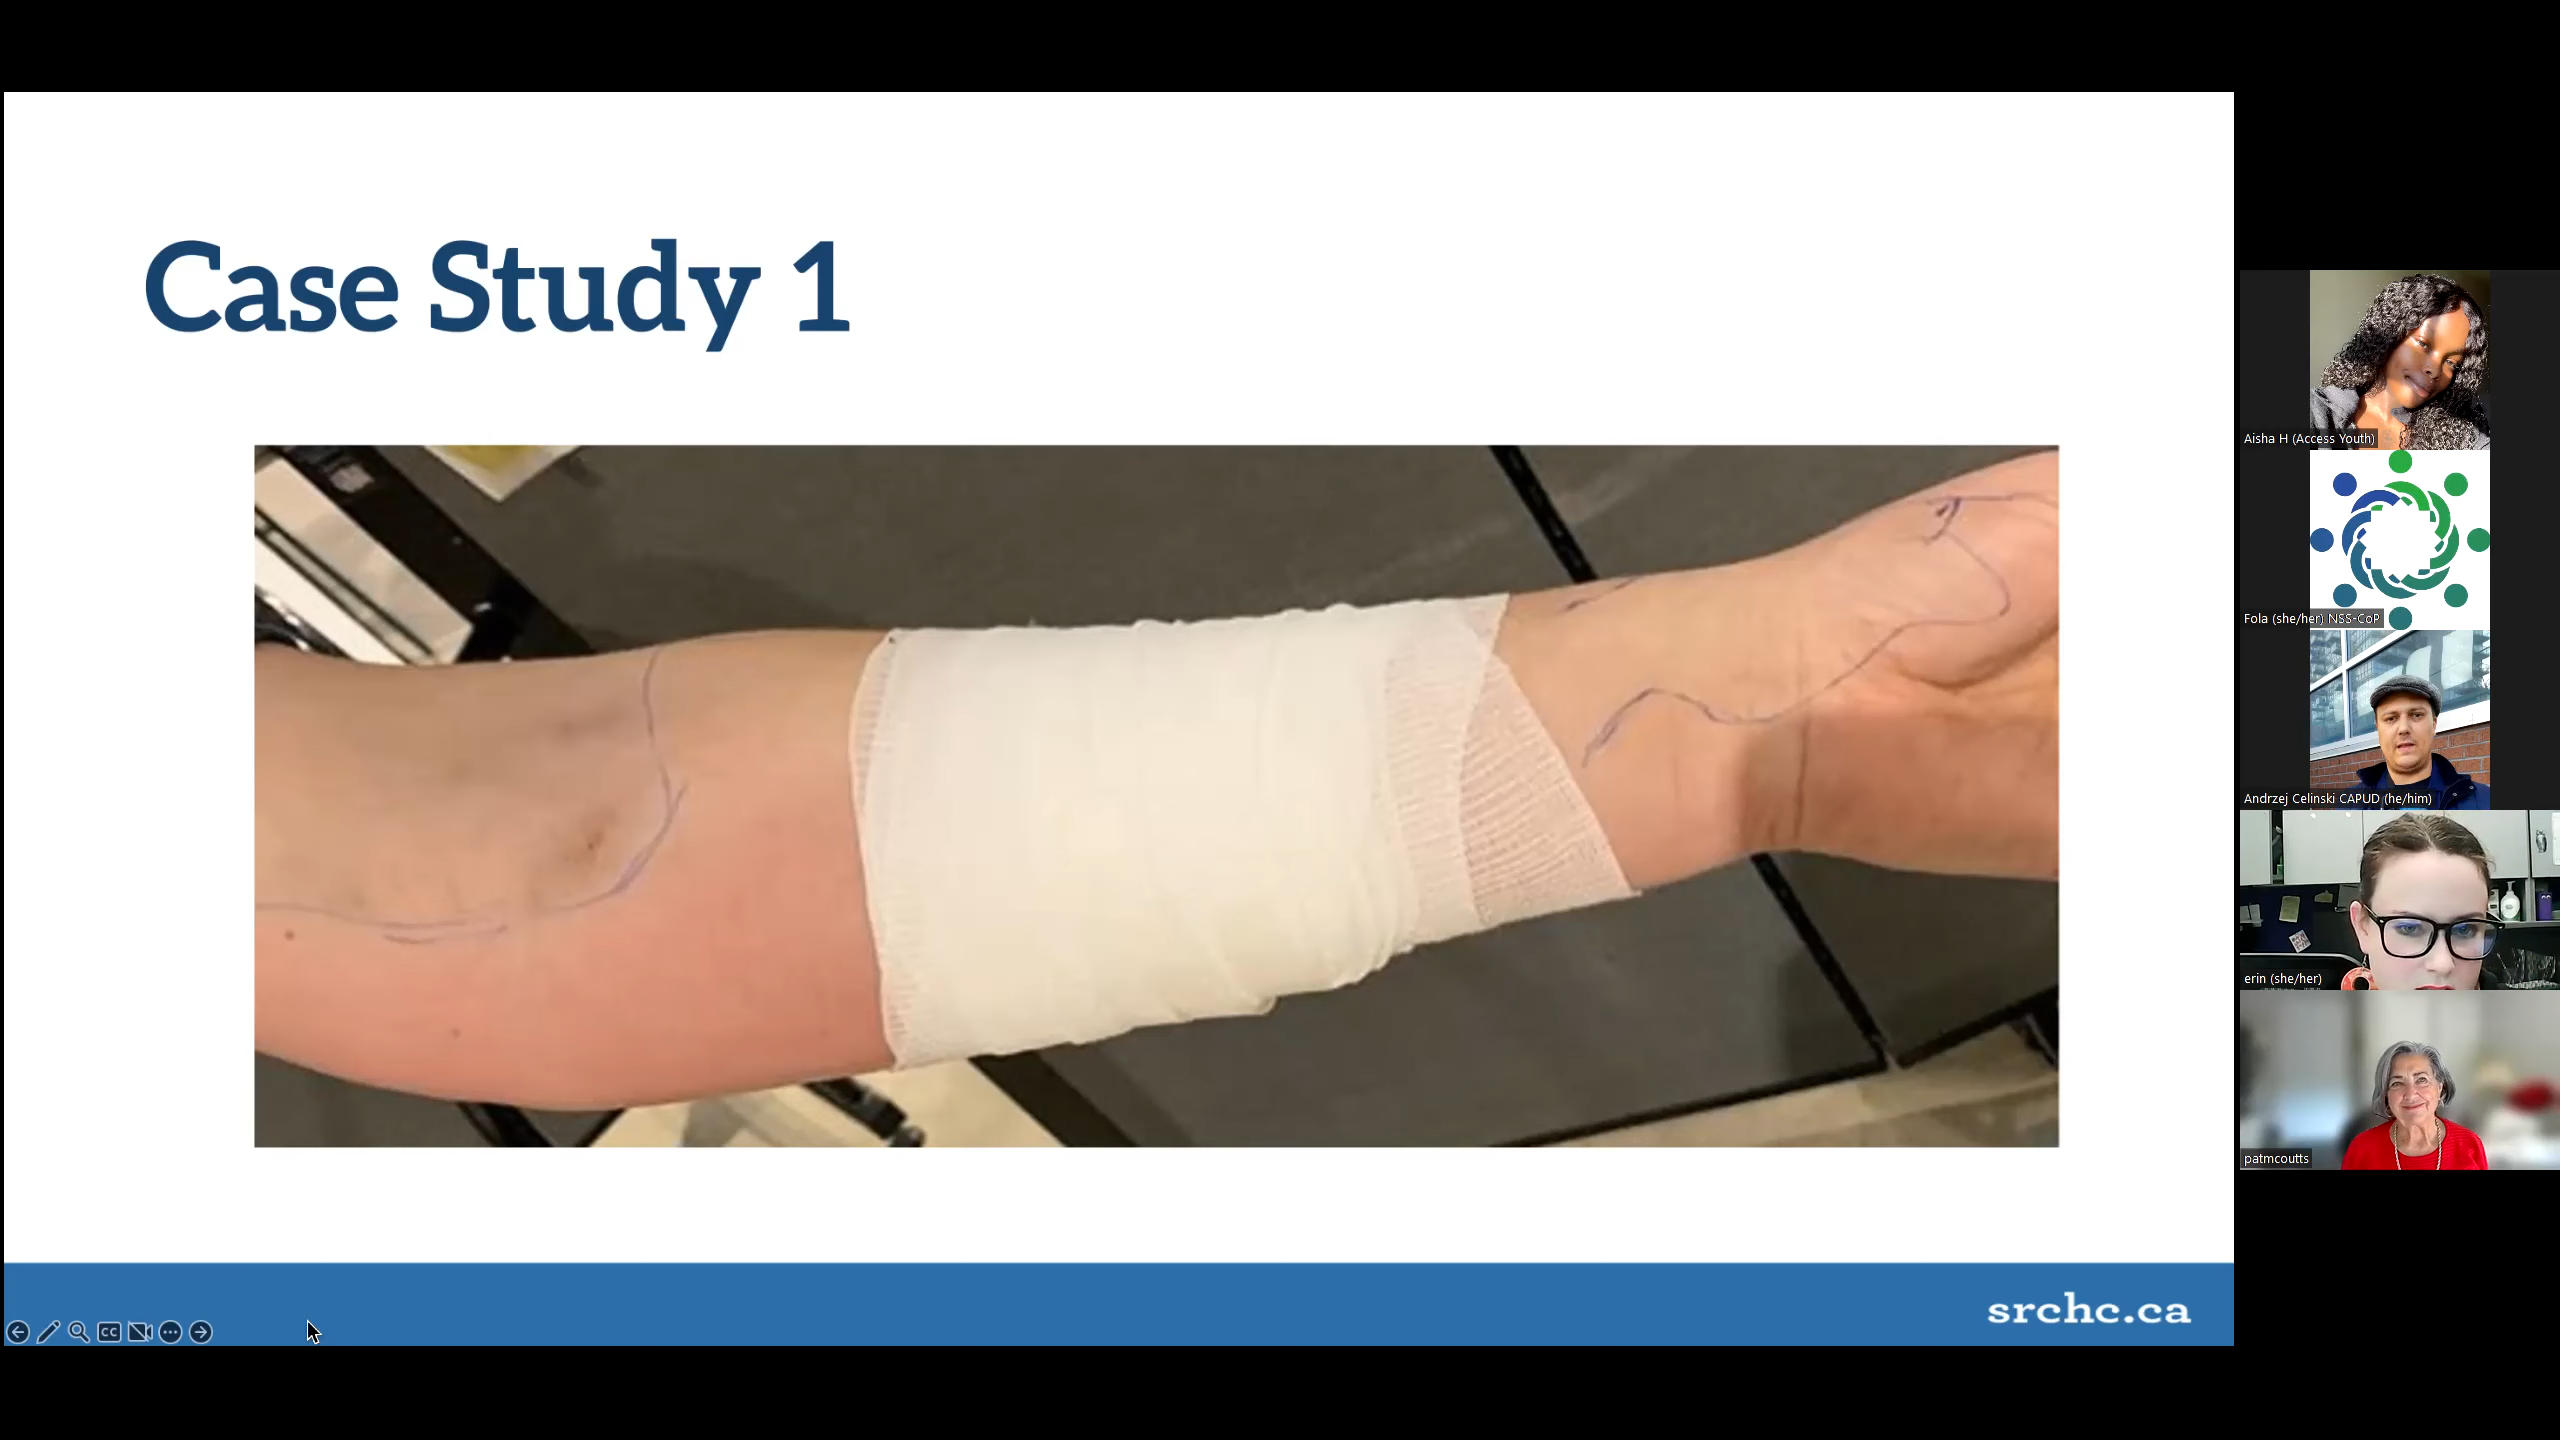 Case Study 1
Aisha H (Access Youth)
Fola (she/her) NSS-CoP
Andrzej Celinski CAPUD (he/him)
erin (she/her)
patmcoutts
CC
srchc.ca